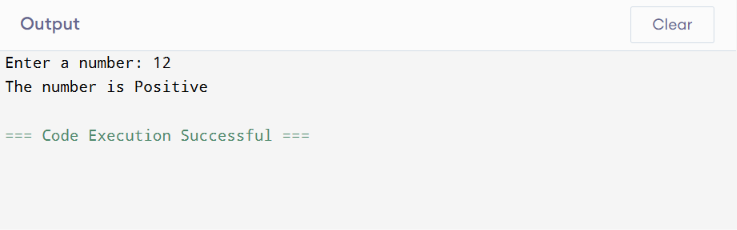 Output
Clear
Enter a number: 12
The number is Positive
=== Code Execution Successful ===